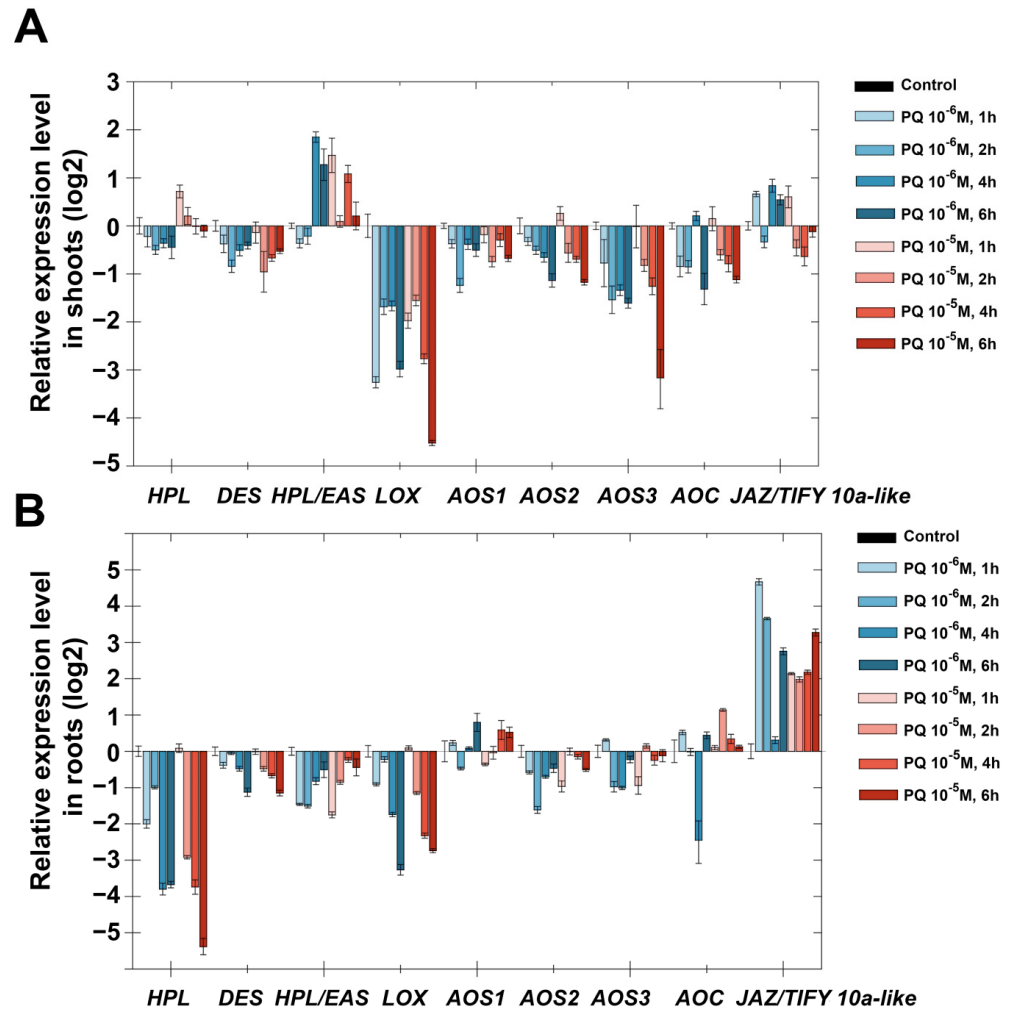 A
Relative expression level
in shoots (log2)
3
2
1
0
−1
−2
−3
−4
−5
HPL DES HPL/EAS LOX AOS1 AOS2 AOS3 AOC JAZ/TIFY 10a-like
Control
PQ 10⁻⁶M, 1h
PQ 10⁻⁶M, 2h
PQ 10⁻⁶M, 4h
PQ 10⁻⁶M, 6h
PQ 10⁻⁵M, 1h
PQ 10⁻⁵M, 2h
PQ 10⁻⁵M, 4h
PQ 10⁻⁵M, 6h
B
Relative expression level
in roots (log2)
5
4
3
2
1
0
−1
−2
−3
−4
−5
HPL DES HPL/EAS LOX AOS1 AOS2 AOS3 AOC JAZ/TIFY 10a-like
Control
PQ 10⁻⁶M, 1h
PQ 10⁻⁶M, 2h
PQ 10⁻⁶M, 4h
PQ 10⁻⁶M, 6h
PQ 10⁻⁵M, 1h
PQ 10⁻⁵M, 2h
PQ 10⁻⁵M, 4h
PQ 10⁻⁵M, 6h